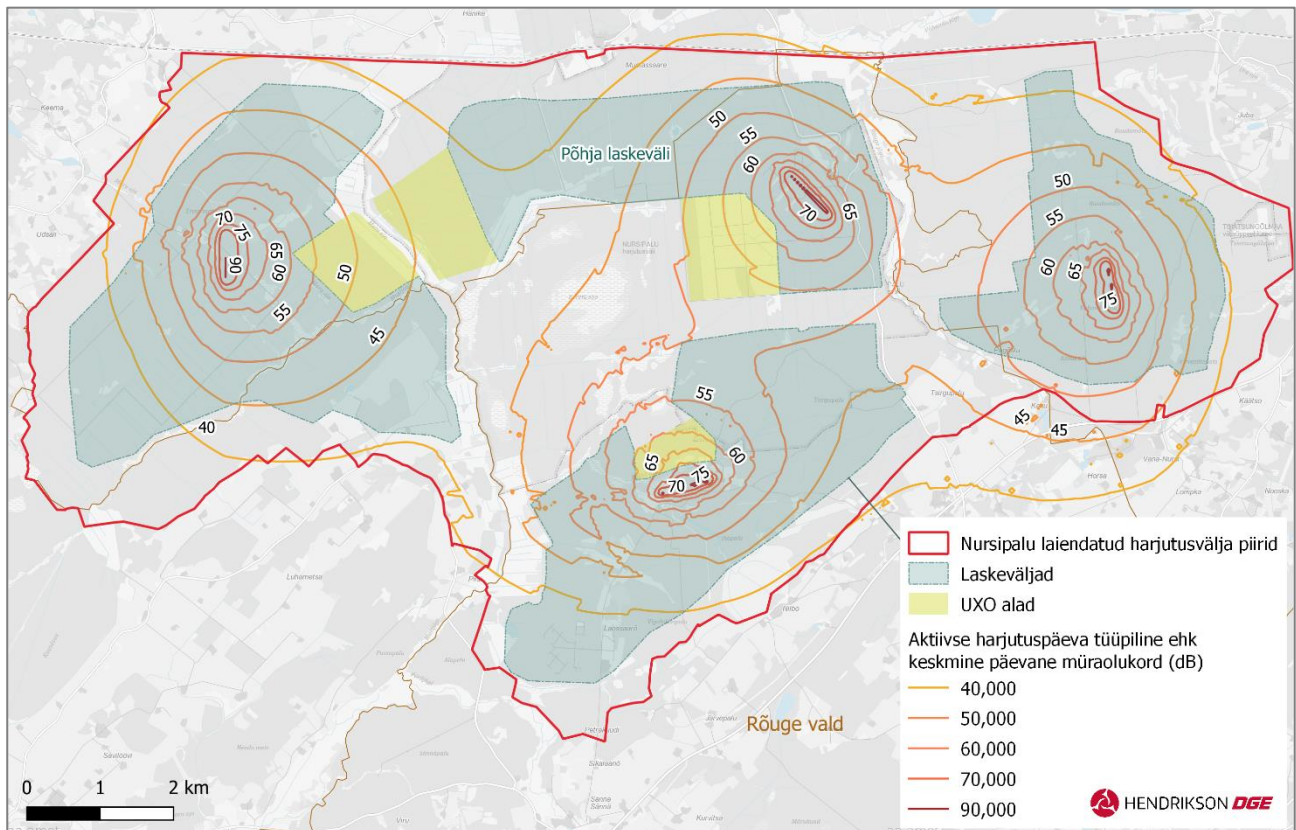 Põhja laskeväli
NURSIPALU
50
55
60
65
70
70
75
90
65
60
55
50
45
40
50
55
60
65
75
45
45
55
60
65
70
75
Luhametsa
Rõuge vald
Sänna
Nursipalu laiendatud harjutusvälja piirid
Laskeväljad
UXO alad
Aktiivse harjutuspäeva tüüpiline ehk
keskmine päevane müraolukord (dB)
40,000
50,000
60,000
70,000
90,000
0 1 2 km
HENDRIKSON DGE